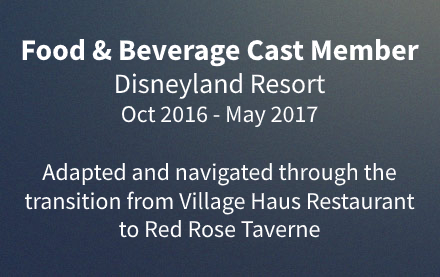 Food & Beverage Cast Member
Disneyland Resort
Oct 2016 - May 2017
Adapted and navigated through the
transition from Village Haus Restaurant
to Red Rose Taverne